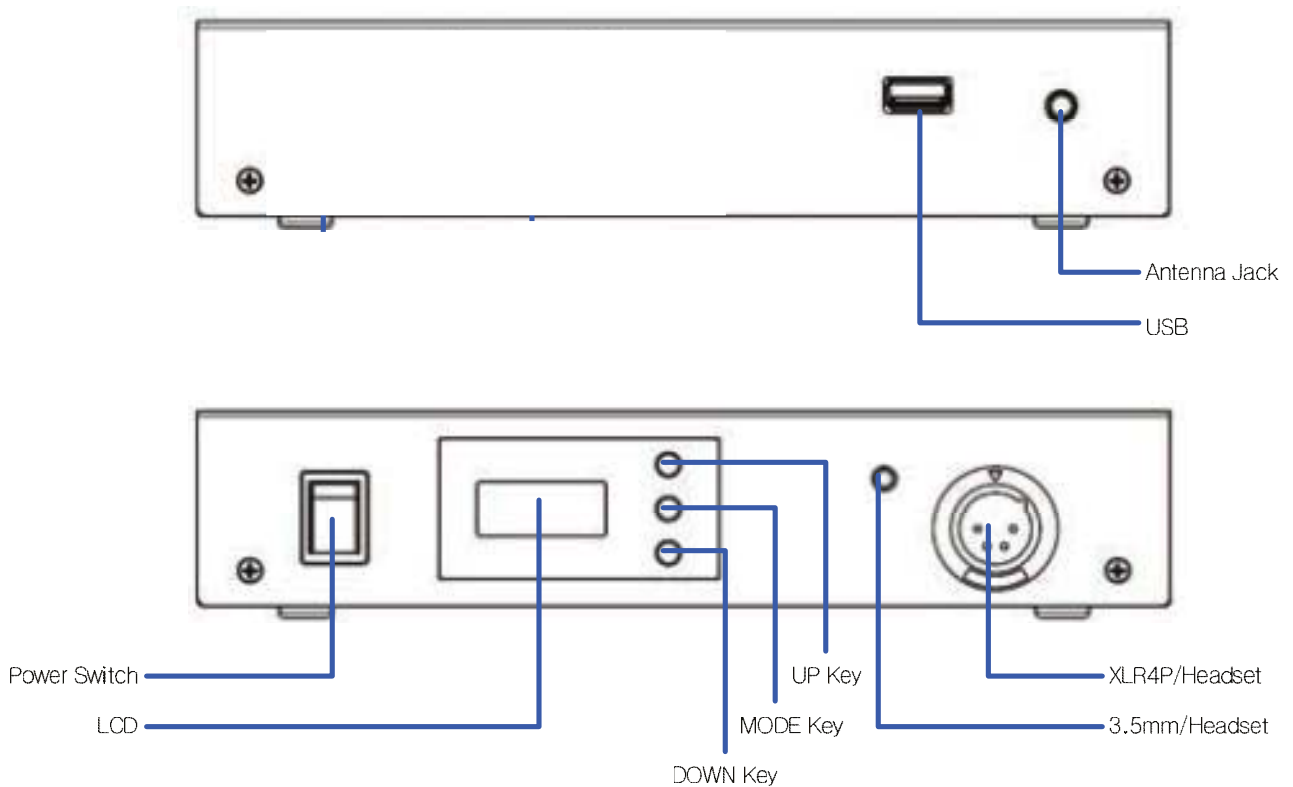 Antenna Jack
USB
Power Switch
UP Key
XLR4P/Headset
LCD
MODE Key
3.5mm/Headset
DOWN Key